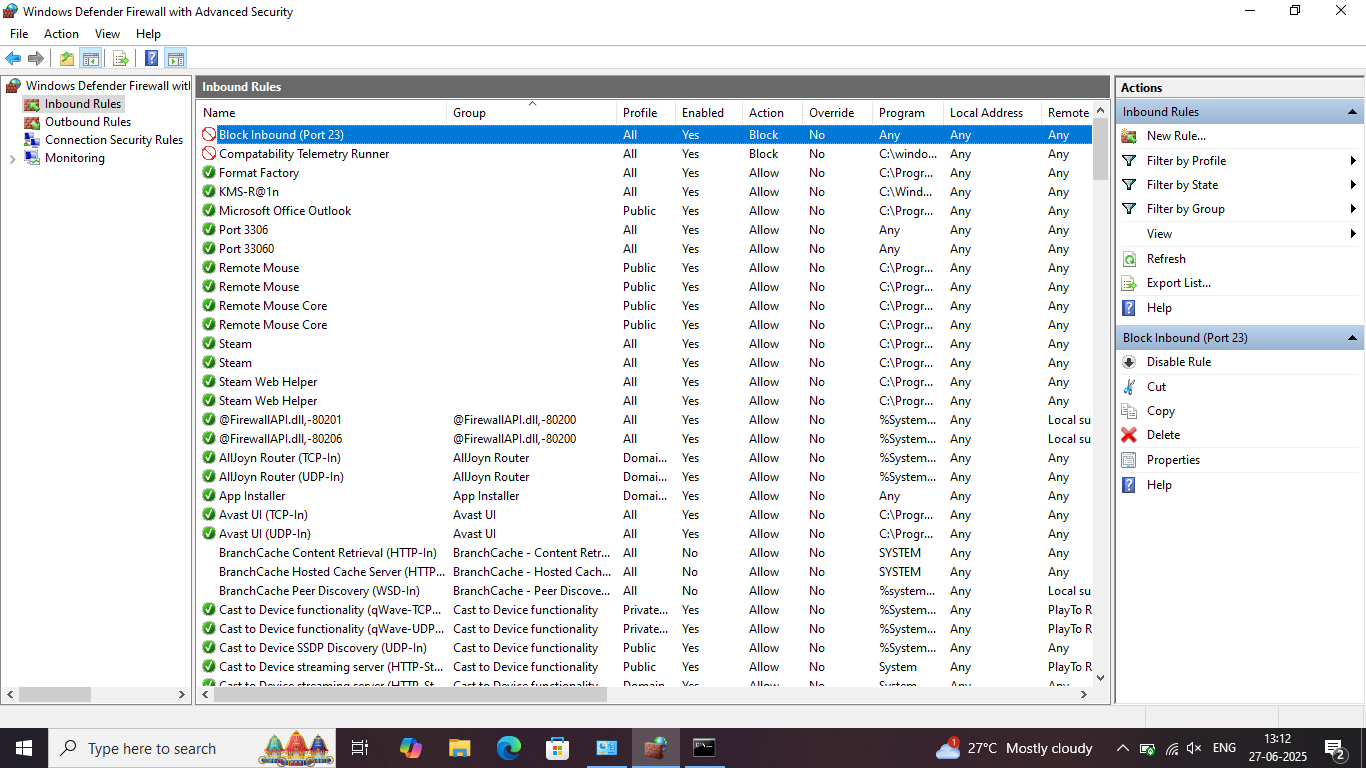 Windows Defender Firewall with Advanced Security
File Action View Help
Windows Defender Firewall wit
Inbound Rules
Outbound Rules
Connection Security Rules
Monitoring
Inbound Rules
Name Group Profile Enabled Action Override Program Local Address Remote
Block Inbound (Port 23) All Yes Block No Any Any Any
Compatability Telemetry Runner All Yes Block No C:\windo... Any Any
Format Factory All Yes Allow No C:\Progr... Any Any
KMS-R@1n All Yes Allow No C:\Wind... Any Any
Microsoft Office Outlook Public Yes Allow No C:\Progr... Any Any
Port 3306 All Yes Allow No Any Any Any
Port 33060 All Yes Allow No Any Any Any
Remote Mouse Public Yes Allow No C:\Progr... Any Any
Remote Mouse Public Yes Allow No C:\Progr... Any Any
Remote Mouse Core Public Yes Allow No C:\Progr... Any Any
Remote Mouse Core Public Yes Allow No C:\Progr... Any Any
Steam All Yes Allow No C:\Progr... Any Any
Steam All Yes Allow No C:\Progr... Any Any
Steam Web Helper All Yes Allow No C:\Progr... Any Any
Steam Web Helper All Yes Allow No C:\Progr... Any Any
@FirewallAPI.dll,-80201 @FirewallAPI.dll,-80200 All Yes Allow No %System... Any Local su
@FirewallAPI.dll,-80206 @FirewallAPI.dll,-80200 All Yes Allow No %System... Any Local su
AllJoyn Router (TCP-In) AllJoyn Router Domai... Yes Allow No %System... Any Any
AllJoyn Router (UDP-In) AllJoyn Router Domai... Yes Allow No %System... Any Any
App Installer App Installer Domai... Yes Allow No Any Any Any
Avast UI (TCP-In) Avast UI All Yes Allow No C:\Progr... Any Any
Avast UI (UDP-In) Avast UI All Yes Allow No C:\Progr... Any Any
BranchCache Content Retrieval (HTTP-In) BranchCache - Content Retr... All No Allow No SYSTEM Any Any
BranchCache Hosted Cache Server (HTTP... BranchCache - Hosted Cach... All No Allow No SYSTEM Any Any
BranchCache Peer Discovery (WSD-In) BranchCache - Peer Discove... All No Allow No %system... Any Local su
Cast to Device functionality (qWave-TCP... Cast to Device functionality Private... Yes Allow No %System... Any PlayTo R
Cast to Device functionality (qWave-UDP... Cast to Device functionality Private... Yes Allow No %System... Any PlayTo R
Cast to Device SSDP Discovery (UDP-In) Cast to Device functionality Public Yes Allow No %System... Any Any
Cast to Device streaming server (HTTP-St... Cast to Device functionality Public Yes Allow No System Any PlayTo R
Cast to Device streaming server (HTTP-St... Cast to Device functionality Domain Yes Allow No System Any Any
Actions
Inbound Rules
New Rule...
Filter by Profile
Filter by State
Filter by Group
View
Refresh
Export List...
Help
Block Inbound (Port 23)
Disable Rule
Cut
Copy
Delete
Properties
Help
Type here to search
1
27°C Mostly cloudy
ENG
13:12
27-06-2025
2